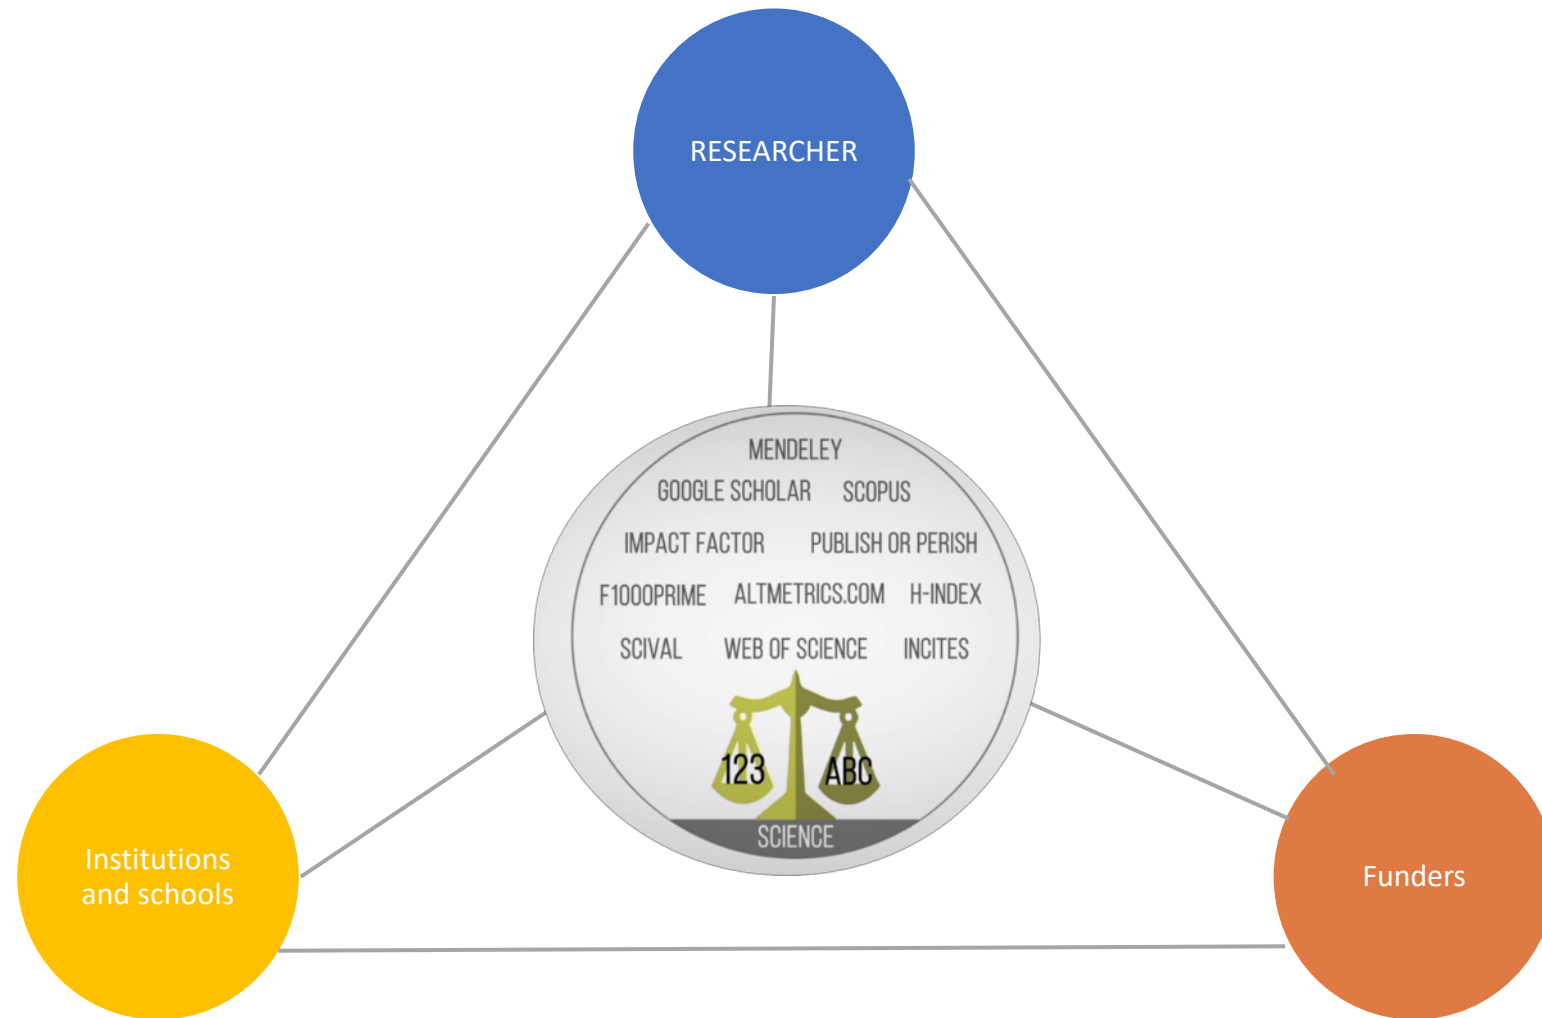 RESEARCHER
MENDELEY
GOOGLE SCHOLAR SCOPUS
IMPACT FACTOR PUBLISH OR PERISH
F1000PRIME ALTMETRICS.COM H-INDEX
SCIVAL WEB OF SCIENCE INCITES
123 ABC
SCIENCE
Institutions
and schools
Funders